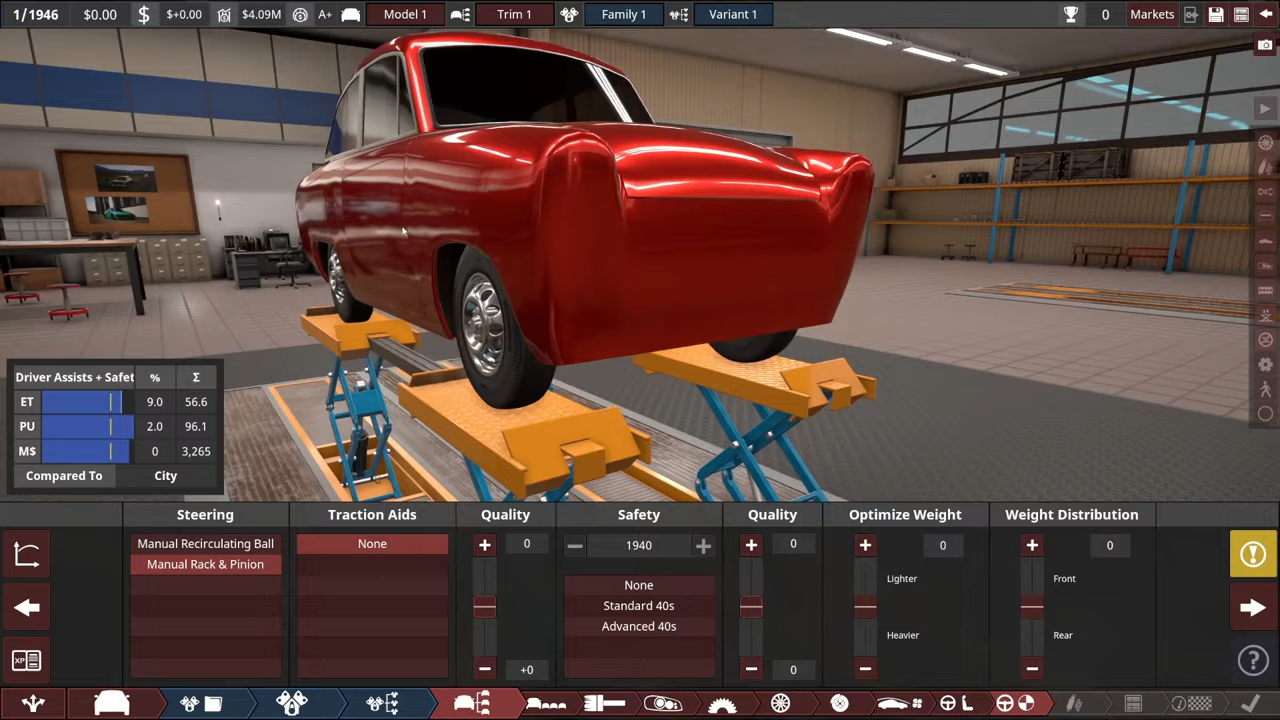 1/1946 $0.00 $ $+0.00 $4.09M A+ Model 1 Trim 1 Family 1 Variant 1 0 Markets
Driver Assists + Safet % Σ
ET 9.0 56.6
PU 2.0 96.1
M$ 0 3,265
Compared To City
Steering Traction Aids Quality Safety Quality Optimize Weight Weight Distribution
Manual Recirculating Ball None + 0 − 1940 + + 0 + 0 + 0
Manual Rack & Pinion
Lighter Front
None
Standard 40s
Advanced 40s
Heavier Rear
− +0 − 0 − −
! ?